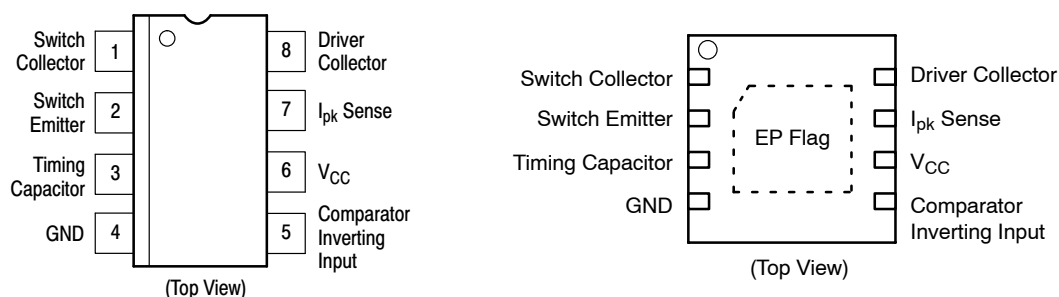 Switch
Collector
1
8
Driver
Collector
Switch
Emitter
2
7
Ipk Sense
Timing
Capacitor
3
6
VCC
GND
4
5
Comparator
Inverting
Input
(Top View)
Switch Collector
Driver Collector
Switch Emitter
Ipk Sense
EP Flag
Timing Capacitor
VCC
GND
Comparator
Inverting Input
(Top View)